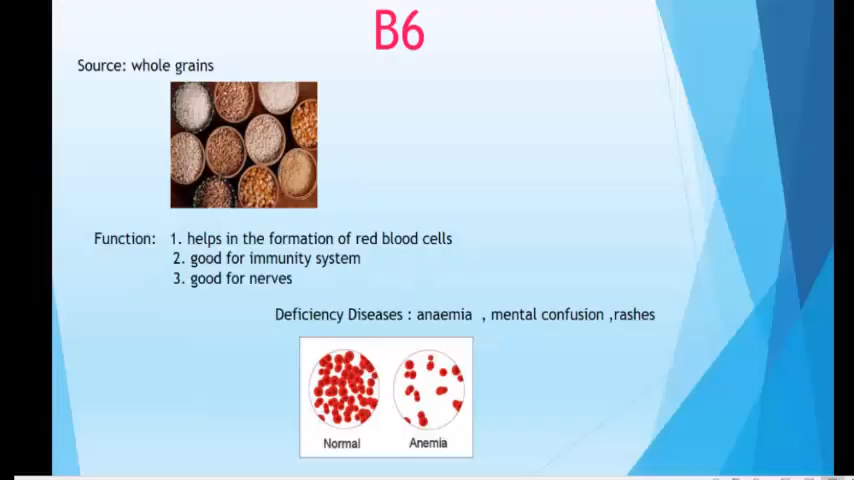 B6
Source: whole grains
Function: 1. helps in the formation of red blood cells
2. good for immunity system
3. good for nerves
Deficiency Diseases : anaemia , mental confusion ,rashes
Normal Anemia